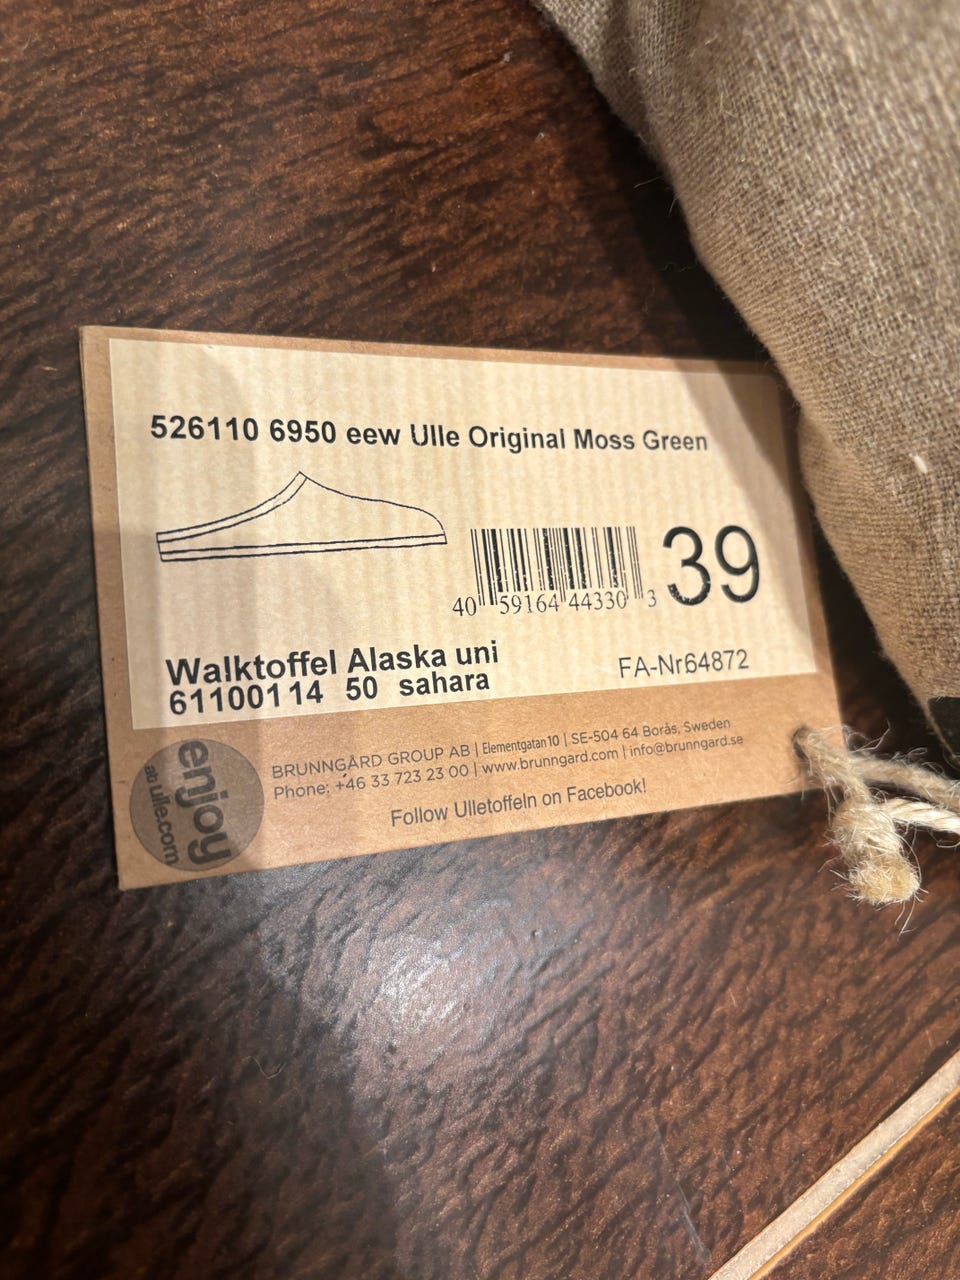 526110 6950 eew Ulle Original Moss Green
40 59164 44330 3
39
Walktoffel Alaska uni
61100114 50 sahara
FA-Nr64872
BRUNNGÅRD GROUP AB | Elementgatan10 | SE-504 64 Borås, Sweden
Phone: +46 33 723 23 00 | www.brunngard.com | info@brunngard.se
Follow Ulletoffeln on Facebook!
enjoy
ab ulle.com